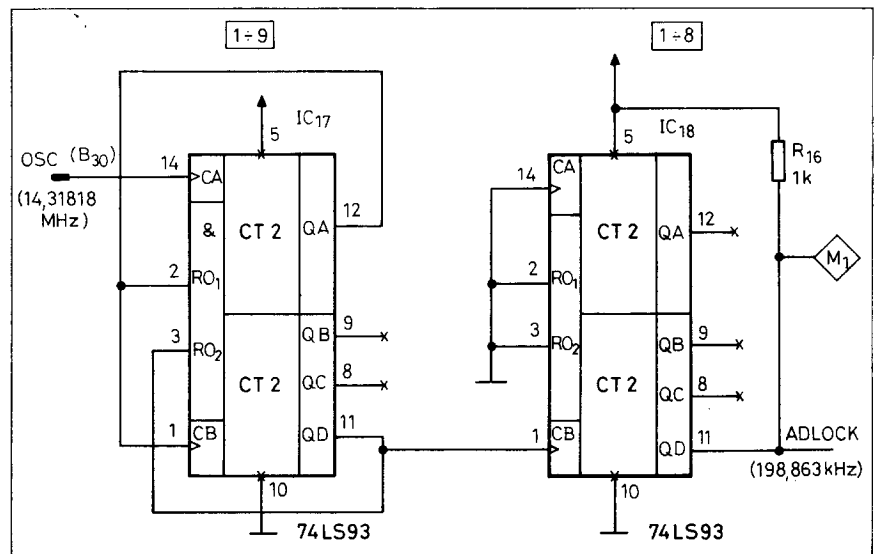 1÷9
1÷8
IC17
5
OSC (B30)
(14,31818 MHz)
14
CA
&
CT 2
QA
12
2
RO1
3
RO2
CT 2
QB
9
QC
8
QD
11
1
CB
10
74LS93
IC18
5
14
CA
CT 2
QA
12
2
RO1
3
RO2
CT 2
QB
9
QC
8
QD
11
1
CB
10
74LS93
R16
1k
M1
ADLOCK
(198,863kHz)